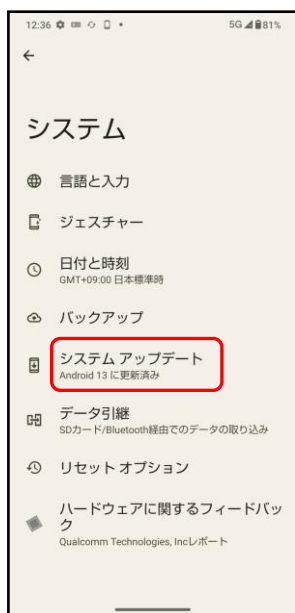 12:36 5G 81%
システム
言語と入力
ジェスチャー
日付と時刻
GMT+09:00 日本標準時
バックアップ
システム アップデート
Android 13 に更新済み
データ引継
SDカード/Bluetooth経由でのデータの取り込み
リセット オプション
ハードウェアに関するフィードバッ
ク
Qualcomm Technologies, Incレポート